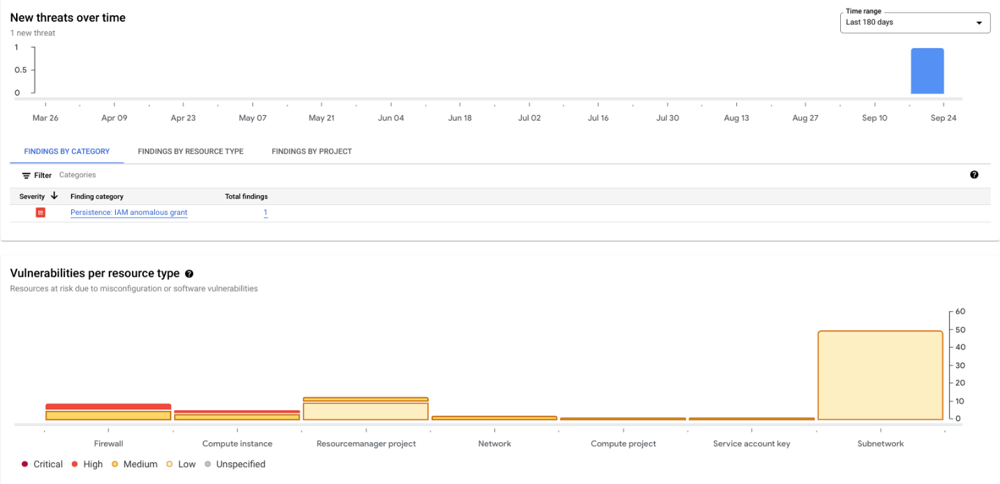 New threats over time
1 new threat
Time range
Last 180 days
1
0.5
0
Mar 26 Apr 09 Apr 23 May 07 May 21 Jun 04 Jun 18 Jul 02 Jul 16 Jul 30 Aug 13 Aug 27 Sep 10 Sep 24
FINDINGS BY CATEGORY FINDINGS BY RESOURCE TYPE FINDINGS BY PROJECT
Filter Categories ?
Severity Finding category Total findings
!!! Persistence: IAM anomalous grant 1
Vulnerabilities per resource type ?
Resources at risk due to misconfiguration or software vulnerabilities
60
50
40
30
20
10
0
Firewall Compute instance Resourcemanager project Network Compute project Service account key Subnetwork
Critical High Medium Low Unspecified